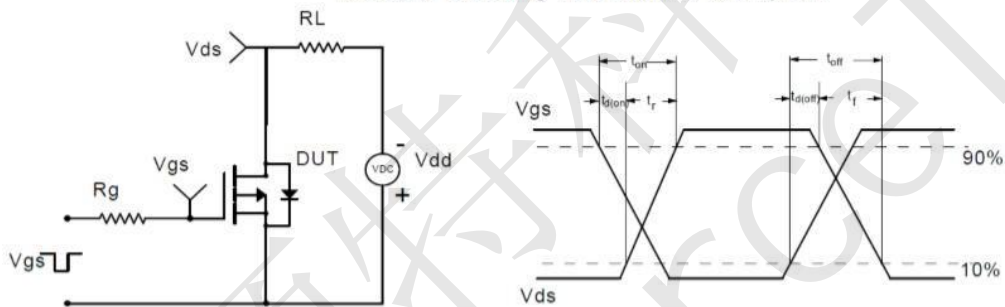 RL
Vds
ton
toff
td(on)
tr
td(off)
tf
Vgs
90%
Vgs
DUT
VDC
-
Vdd
+
Rg
Vgs
10%
Vds